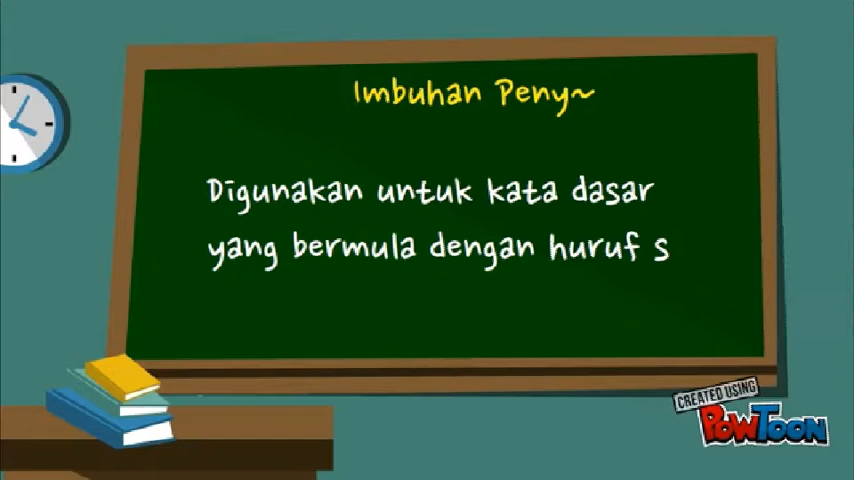 Imbuhan Peny~
Digunakan untuk kata dasar
yang bermula dengan huruf s
CREATED USING
POWTOON